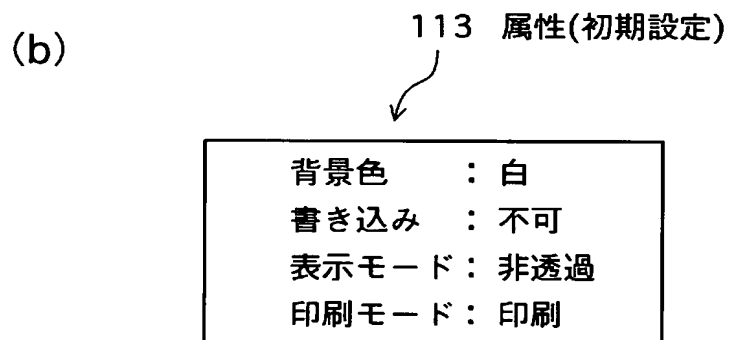 (b)
113 属性(初期設定)
背景色 : 白
書き込み : 不可
表示モード : 非透過
印刷モード : 印刷